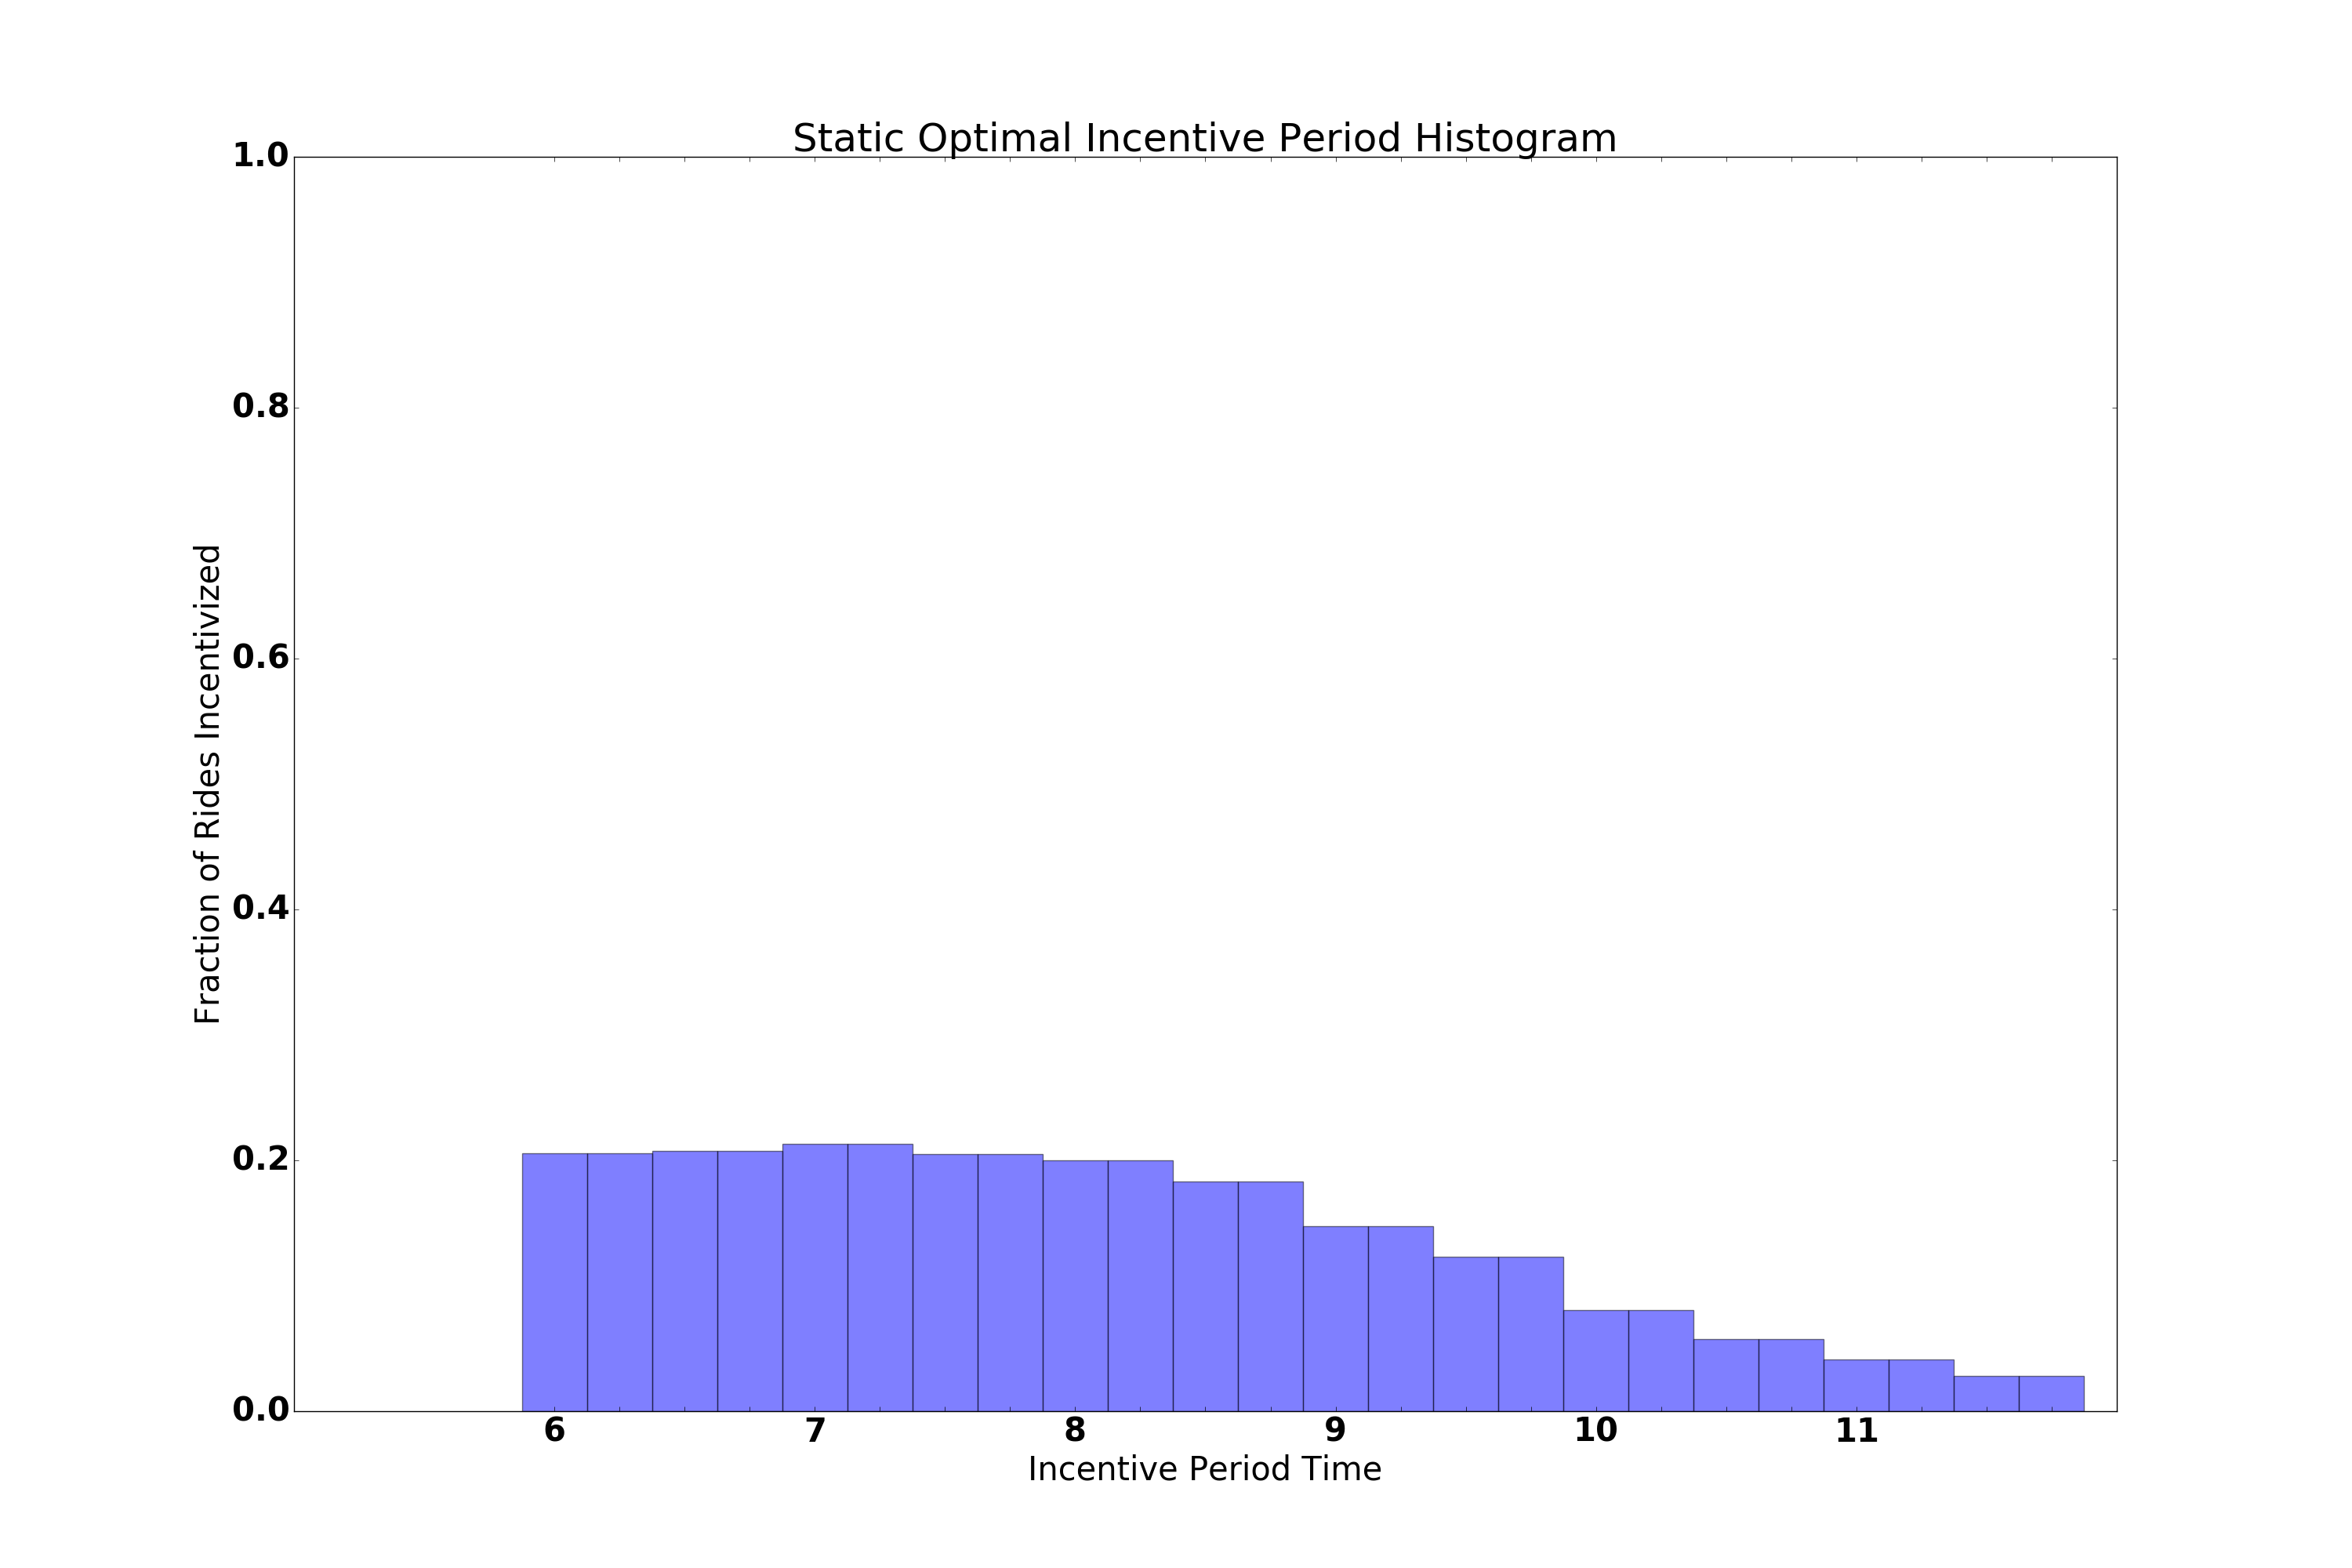 Static Optimal Incentive Period Histogram
1.0
0.8
0.6
0.4
0.2
0.0
Fraction of Rides Incentivized
6 7 8 9 10 11
Incentive Period Time